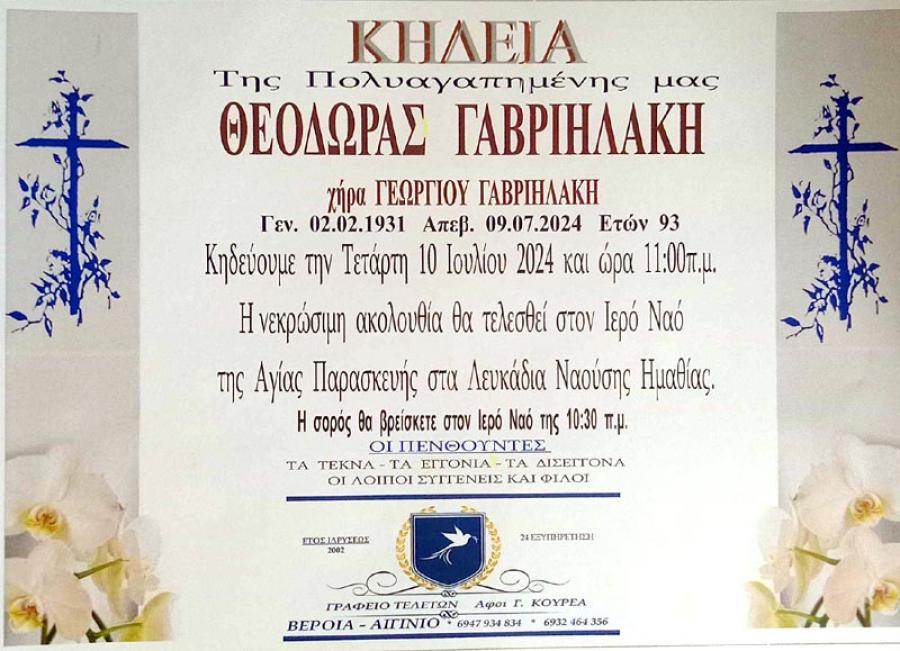 ΚΗΔΕΙΑ
Της Πολυαγαπημένης μας
ΘΕΟΔΩΡΑΣ ΓΑΒΡΙΗΛΑΚΗ
χήρα ΓΕΩΡΓΙΟΥ ΓΑΒΡΙΗΛΑΚΗ
Γεν. 02.02.1931 Απεβ. 09.07.2024 Ετών 93
Κηδεύουμε την Τετάρτη 10 Ιουλίου 2024 και ώρα 11:00π.μ.
Η νεκρώσιμη ακολουθία θα τελεσθεί στον Ιερό Ναό
της Αγίας Παρασκευής στα Λευκάδια Ναούσης Ημαθίας.
Η σορός θα βρείσκετε στον Ιερό Ναό της 10:30 π.μ.
ΟΙ ΠΕΝΘΟΥΝΤΕΣ
ΤΑ ΤΕΚΝΑ - ΤΑ ΕΓΓΟΝΙΑ - ΤΑ ΔΙΣΕΓΓΟΝΑ
ΟΙ ΛΟΙΠΟΙ ΣΥΓΓΕΝΕΙΣ ΚΑΙ ΦΙΛΟΙ
ΕΤΟΣ ΙΔΡΥΣΕΩΣ
2002
24 ΕΞΥΠΗΡΕΤΗΣΗ
ΓΡΑΦΕΙΟ ΤΕΛΕΤΩΝ Αφοι Γ. ΚΟΥΡΕΑ
ΒΕΡΟΙΑ - ΑΙΓΙΝΙΟ * 6947 934 834 * 6932 464 356